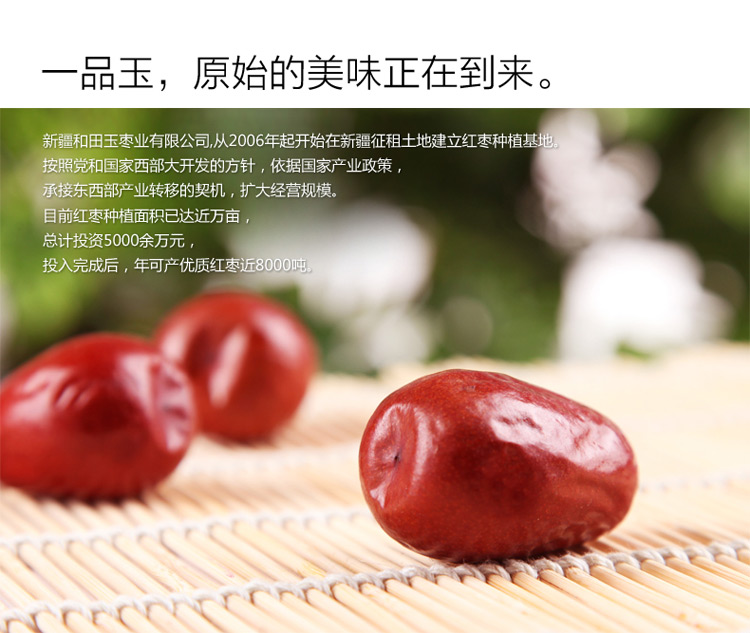 一品玉，原始的美味正在到来。
新疆和田玉枣业有限公司,从2006年起开始在新疆征租土地建立红枣种植基地。
按照党和国家西部大开发的方针，依据国家产业政策，
承接东西部产业转移的契机，扩大经营规模。
目前红枣种植面积已达近万亩，
总计投资5000余万元，
投入完成后，年可产优质红枣近8000吨。